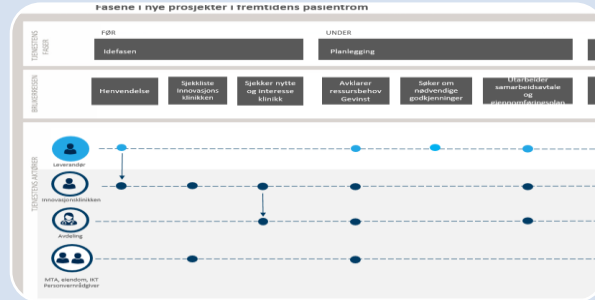 Fasene i nye prosjekter i fremtidens pasientrom
TJENESTENS
FASER
FØR
UNDER
Idefasen
Planlegging
BRUKERREISEN
Henvendelse
Sjekkliste
Innovasjons
klinikken
Sjekker nytte
og interesse
klinikk
Avklarer
ressursbehov
Gevinst
Søker om
nødvendige
godkjenninger
Utarbeider
samarbeidsavtale
og
gjennomføringsplan
TJENESTENS AKTØRER
Leverandør
Innovasjonsklinikken
Avdeling
MTA, eiendom, IKT
Personvernrådgiver